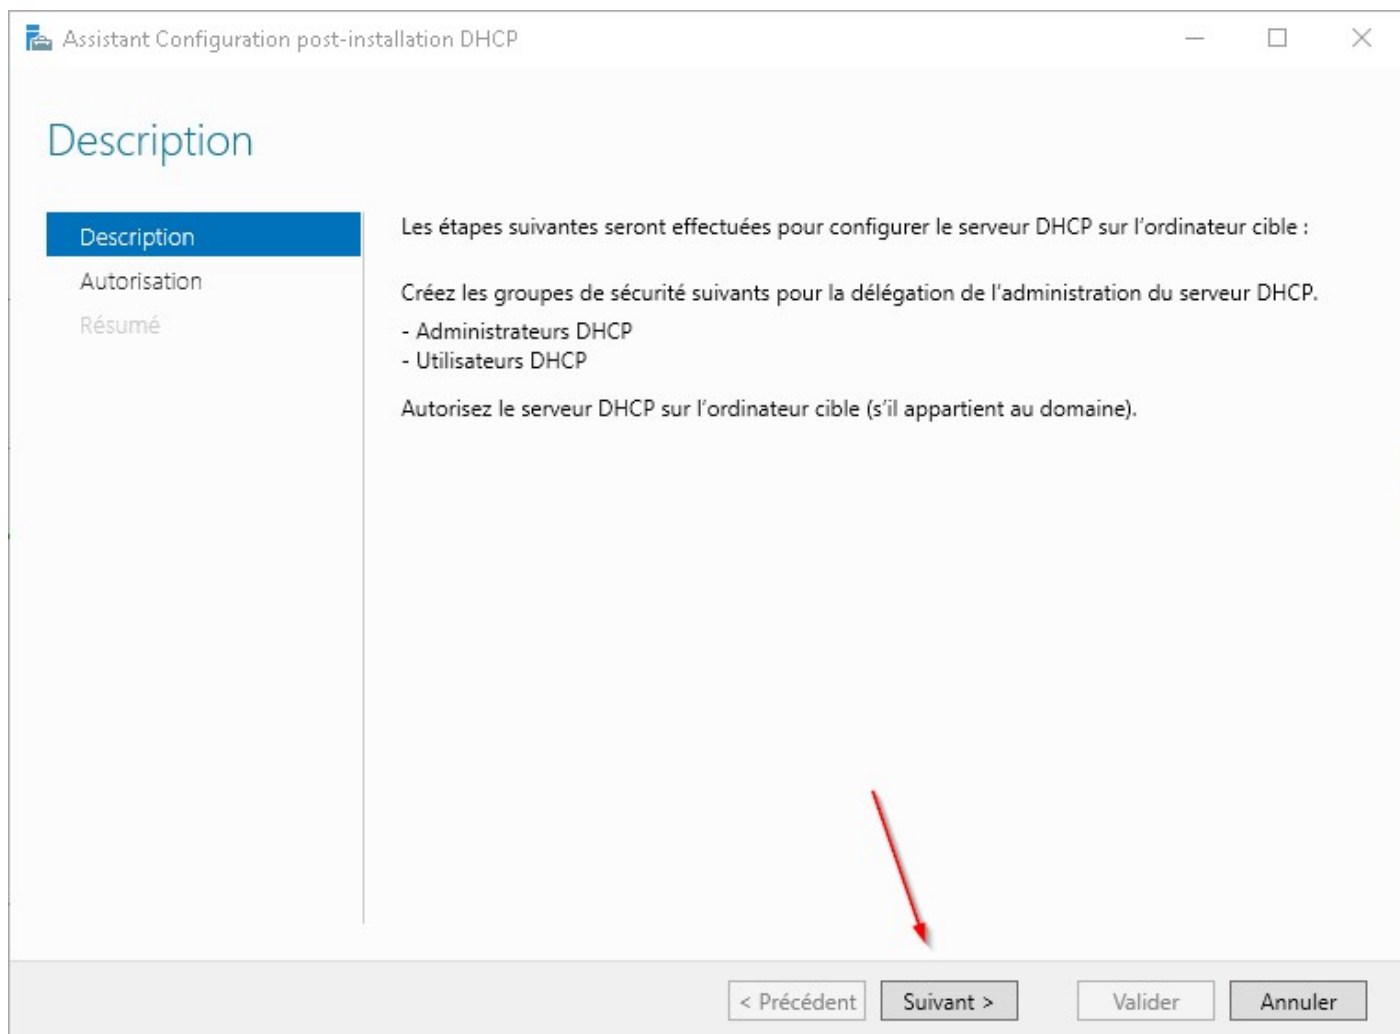 Assistant Configuration post-installation DHCP
Description
Description
Autorisation
Résumé
Les étapes suivantes seront effectuées pour configurer le serveur DHCP sur l’ordinateur cible :
Créez les groupes de sécurité suivants pour la délégation de l’administration du serveur DHCP.
- Administrateurs DHCP
- Utilisateurs DHCP
Autorisez le serveur DHCP sur l’ordinateur cible (s’il appartient au domaine).
< Précédent
Suivant >
Valider
Annuler